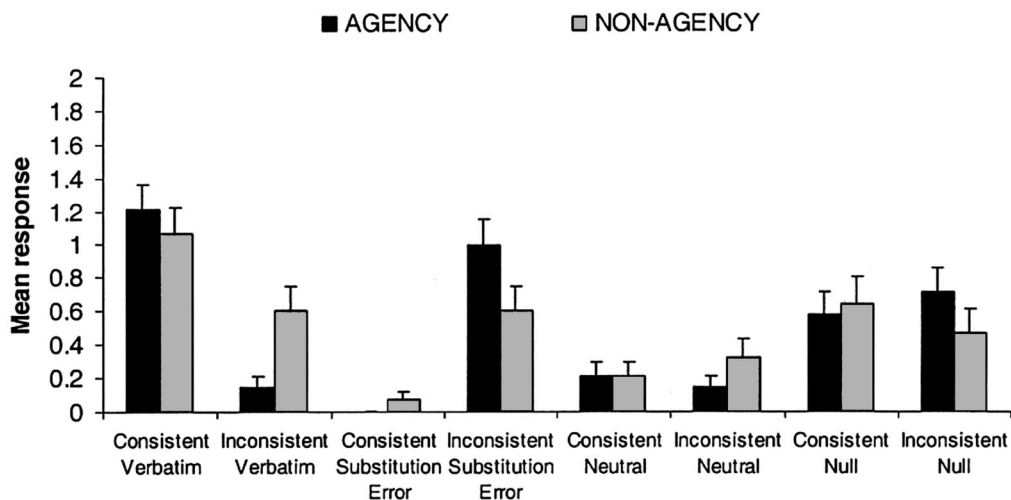 AGENCY NON-AGENCY
Mean response
2
1.8
1.6
1.4
1.2
1
0.8
0.6
0.4
0.2
0
Consistent Verbatim
Inconsistent Verbatim
Consistent Substitution Error
Inconsistent Substitution Error
Consistent Neutral
Inconsistent Neutral
Consistent Null
Inconsistent Null